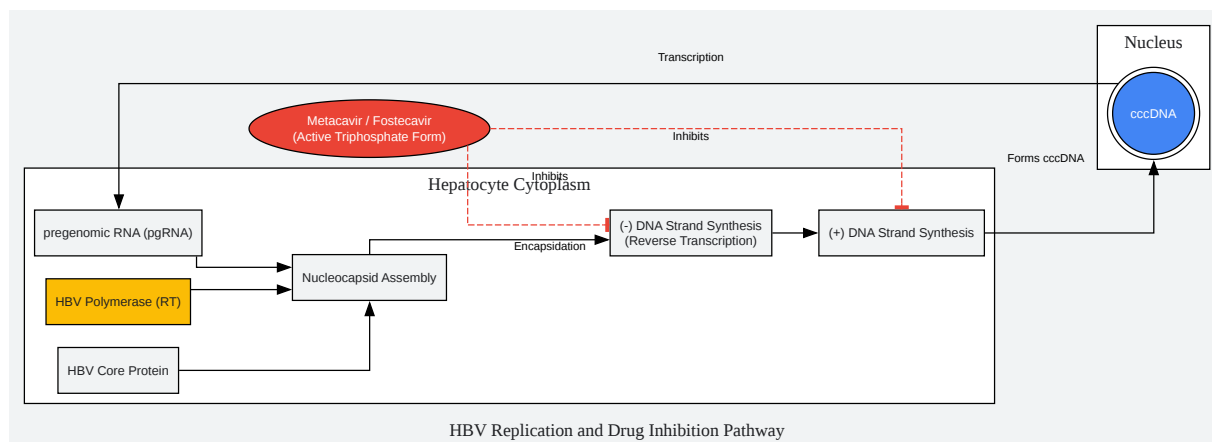 Nucleus
Transcription
cccDNA
Metacavir / Fostecavir
(Active Triphosphate Form)
Inhibits
Forms cccDNA
Inhibits
Hepatocyte Cytoplasm
pregenomic RNA (pgRNA)
(-) DNA Strand Synthesis
(Reverse Transcription)
(+) DNA Strand Synthesis
Encapsidation
Nucleocapsid Assembly
HBV Polymerase (RT)
HBV Core Protein
HBV Replication and Drug Inhibition Pathway